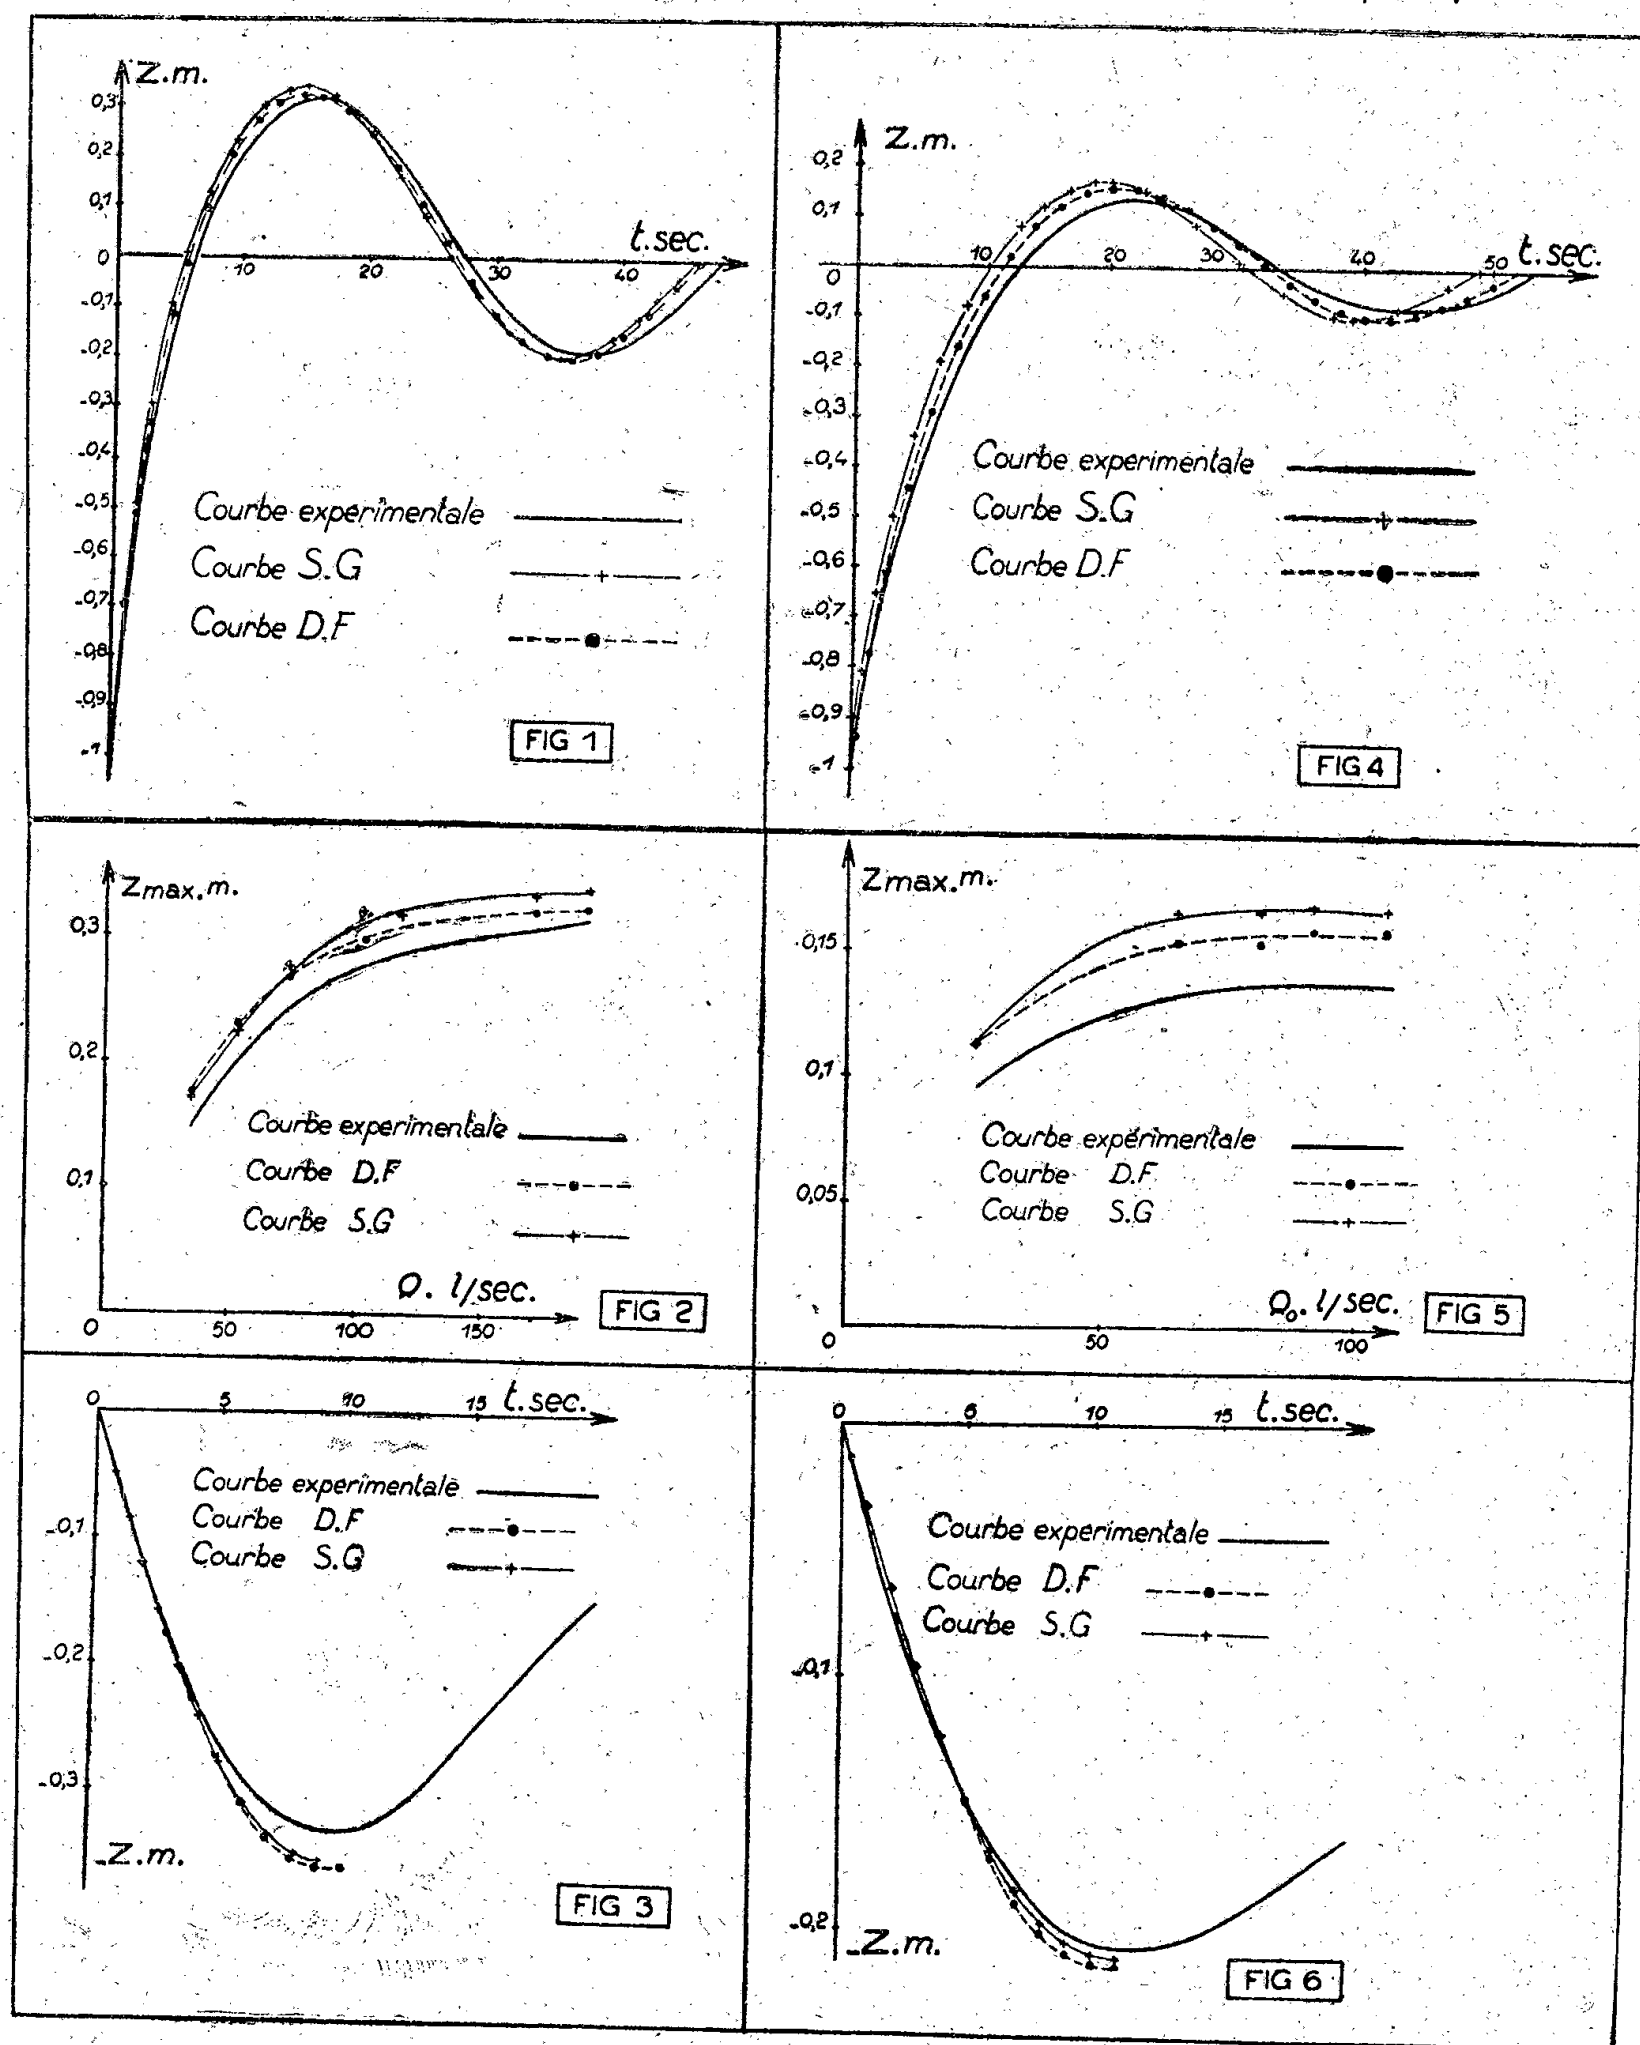 Z.m.
0,3
0,2
0,1
0
-0,1
-0,2
-0,3
-0,4
-0,5
-0,6
-0,7
-0,8
-0,9
-1
10 20 30 40
t.sec.
Courbe experimentale
Courbe S.G
Courbe D.F
FIG 1
Z.m.
0,2
0,1
0
-0,1
-0,2
-0,3
-0,4
-0,5
-0,6
-0,7
-0,8
-0,9
-1
10 20 30 40 50 t.sec.
Courbe experimentale
Courbe S.G
Courbe D.F
FIG 4
Zmax.m.
0,3
0,2
0,1
Courbe experimentale
Courbe D.F
Courbe S.G
Q. l/sec.
0 50 100 150
FIG 2
Zmax.m.
0,15
0,1
0,05
Courbe expérimentale
Courbe D.F
Courbe S.G
Qo. l/sec.
0 50 100
FIG 5
0 5 10 15 t.sec.
Courbe experimentale
Courbe D.F
Courbe S.G
-0,1
-0,2
-0,3
-Z.m.
FIG 3
0 5 10 15 t.sec.
Courbe experimentale
Courbe D.F
Courbe S.G
-0,1
-0,2
-Z.m.
FIG 6